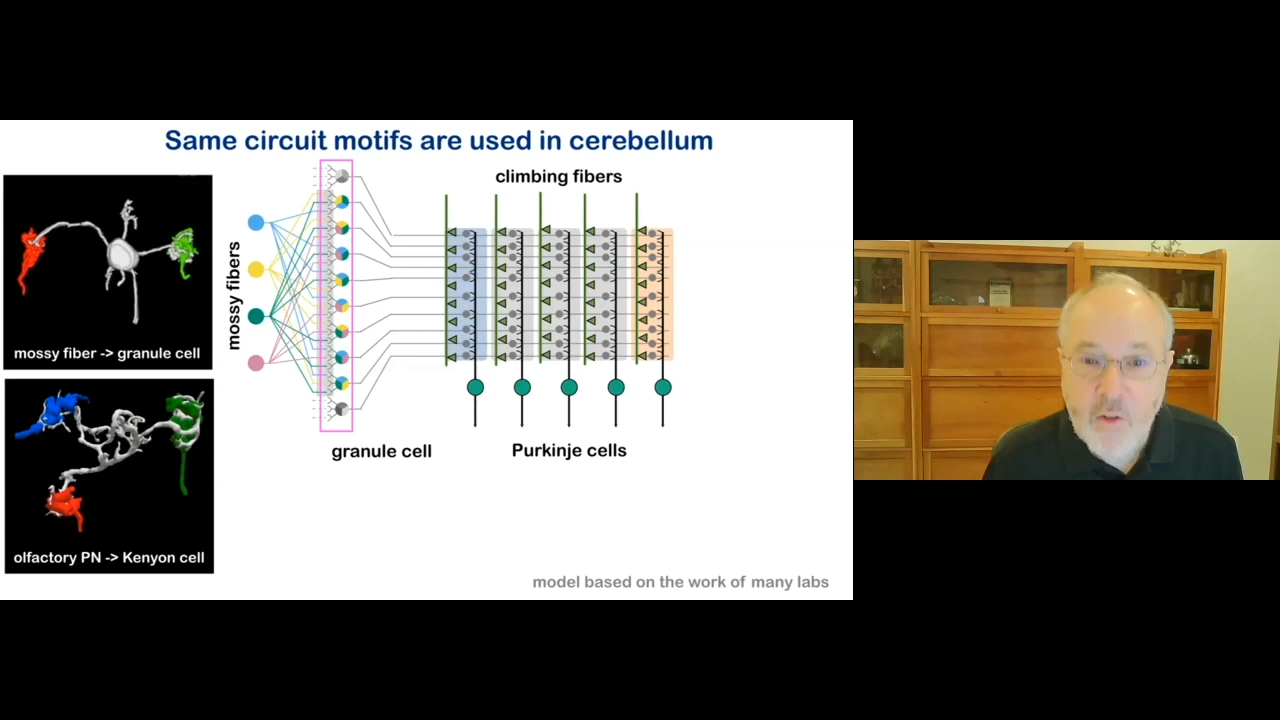 Same circuit motifs are used in cerebellum
climbing fibers
mossy fibers
mossy fiber -> granule cell
granule cell
Purkinje cells
olfactory PN -> Kenyon cell
model based on the work of many labs